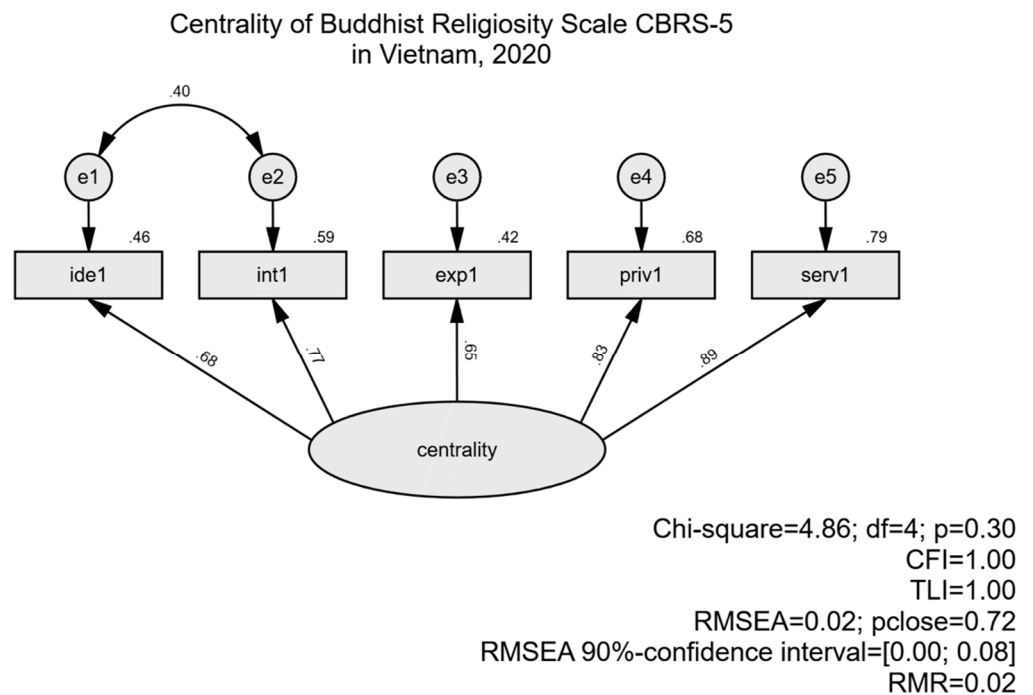 Centrality of Buddhist Religiosity Scale CBRS-5
in Vietnam, 2020
.40
e1 e2 e3 e4 e5
.46 .59 .42 .68 .79
ide1 int1 exp1 priv1 serv1
.68 .77 .65 .83 .89
centrality
Chi-square=4.86; df=4; p=0.30
CFI=1.00
TLI=1.00
RMSEA=0.02; pclose=0.72
RMSEA 90%-confidence interval=[0.00; 0.08]
RMR=0.02